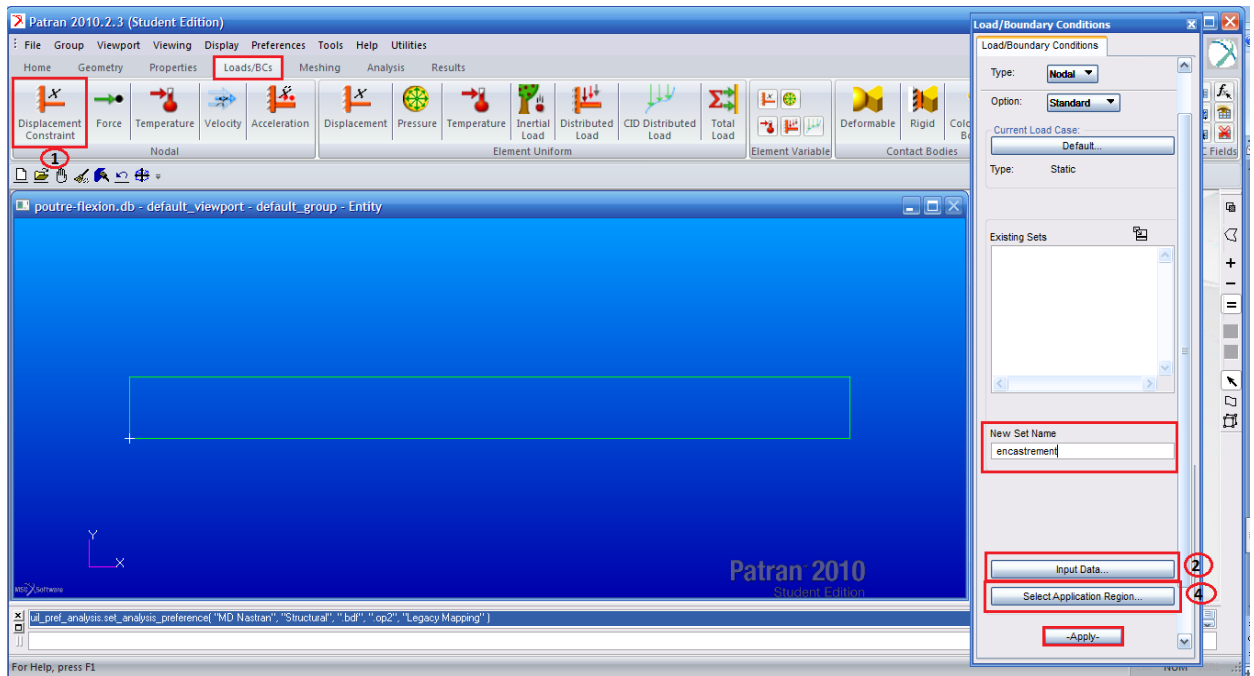 Patran 2010.2.3 (Student Edition)
File Group Viewport Viewing Display Preferences Tools Help Utilities
Home Geometry Properties Loads/BCs Meshing Analysis Results
Displacement Constraint
Force
Temperature
Velocity
Acceleration
Nodal
1
Displacement
Pressure
Temperature
Inertial Load
Distributed Load
CID Distributed Load
Total Load
Element Uniform
Element Variable
Deformable
Rigid
Contact Bodies
C Fields
poutre-flexion.db - default_viewport - default_group - Entity
Y
X
MSC Software
Patran 2010
Student Edition
uil_pref_analysis.set_analysis_preference( "MD Nastran", "Structural", ".bdf", ".op2", "Legacy Mapping" )
For Help, press F1
NUM
Load/Boundary Conditions
Load/Boundary Conditions
Type: Nodal
Option: Standard
Current Load Case:
Default...
Type: Static
Existing Sets
New Set Name
encastrement
Input Data...
2
Select Application Region...
4
-Apply-